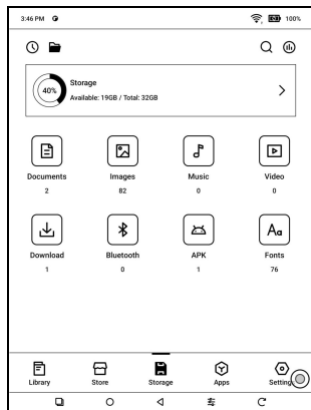 3:46 PM
100%
40%
Storage
Available: 19GB / Total: 32GB
Documents
Images
Music
Video
2
82
0
0
Aa
Download
Bluetooth
APK
Fonts
1
0
1
76
Library
Store
Storage
Apps